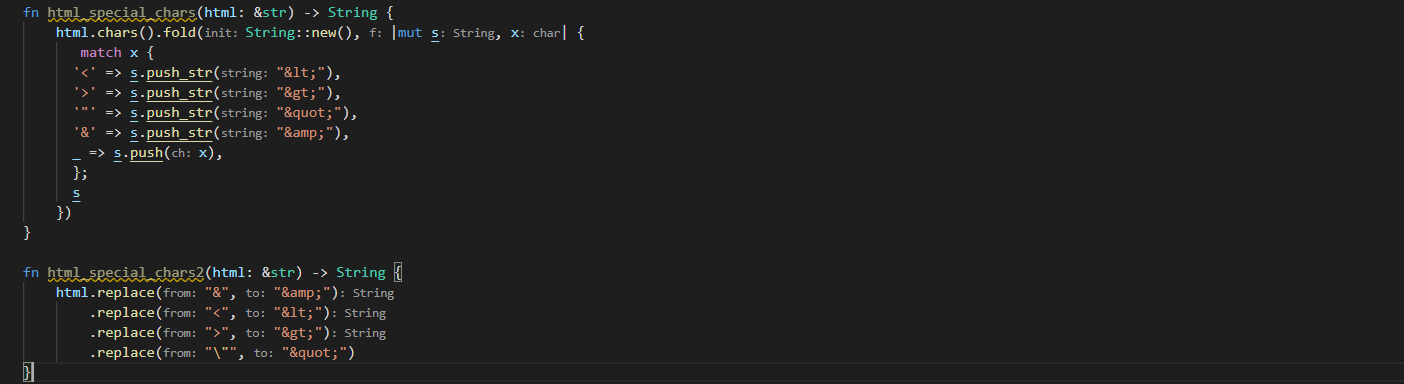 fn html_special_chars(html: &str) -> String {
    html.chars().fold(init: String::new(), f: |mut s: String, x: char| {
       match x {
      '<' => s.push_str(string: "&lt;"),
      '>' => s.push_str(string: "&gt;"),
      '"' => s.push_str(string: "&quot;"),
      '&' => s.push_str(string: "&amp;"),
      _ => s.push(ch: x),
      };
      s
    })
}

fn html_special_chars2(html: &str) -> String {
    html.replace(from: "&", to: "&amp;"): String
        .replace(from: "<", to: "&lt;"): String
        .replace(from: ">", to: "&gt;"): String
        .replace(from: "\"", to: "&quot;")
}